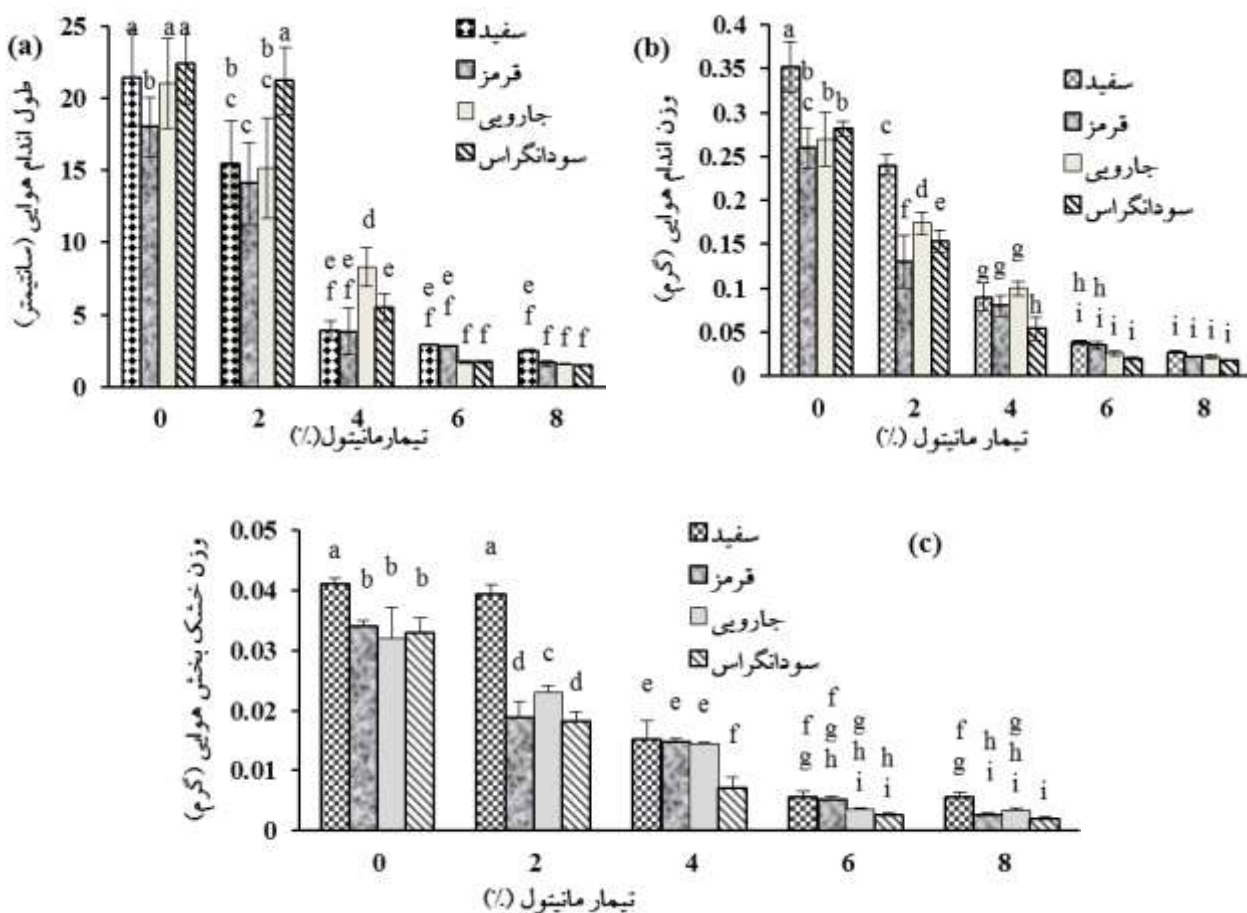 (a)
طول اندام هوایی (سانتیمتر)
25
20
15
10
5
0
a a a
b
b
c
c
b
c
a
e
f
e
f
d
e
e
f
e
f
f f
e
f
f f f
سفید
قرمز
جارویی
سودانگراس
0 2 4 6 8
تیمارمانیتول(%)
(b)
وزن اندام هوایی (گرم)
0.4
0.35
0.3
0.25
0.2
0.15
0.1
0.05
0
a
b
c
b b
c
f
d
e
g g g
h
h
i
h
i
i i
i i i i
سفید
قرمز
جارویی
سودانگراس
0 2 4 6 8
تیمار مانیتول (%)
(c)
وزن خشک بخش هوایی (گرم)
0.05
0.04
0.03
0.02
0.01
0
a
b b b
a
d
c
d
e e e
f
f
g
f
g
h
g
h
i
h
i
f
g
h
i
g
h
i
i
سفید
قرمز
جارویی
سودانگراس
0 2 4 6 8
تیمار مانیتول (%)